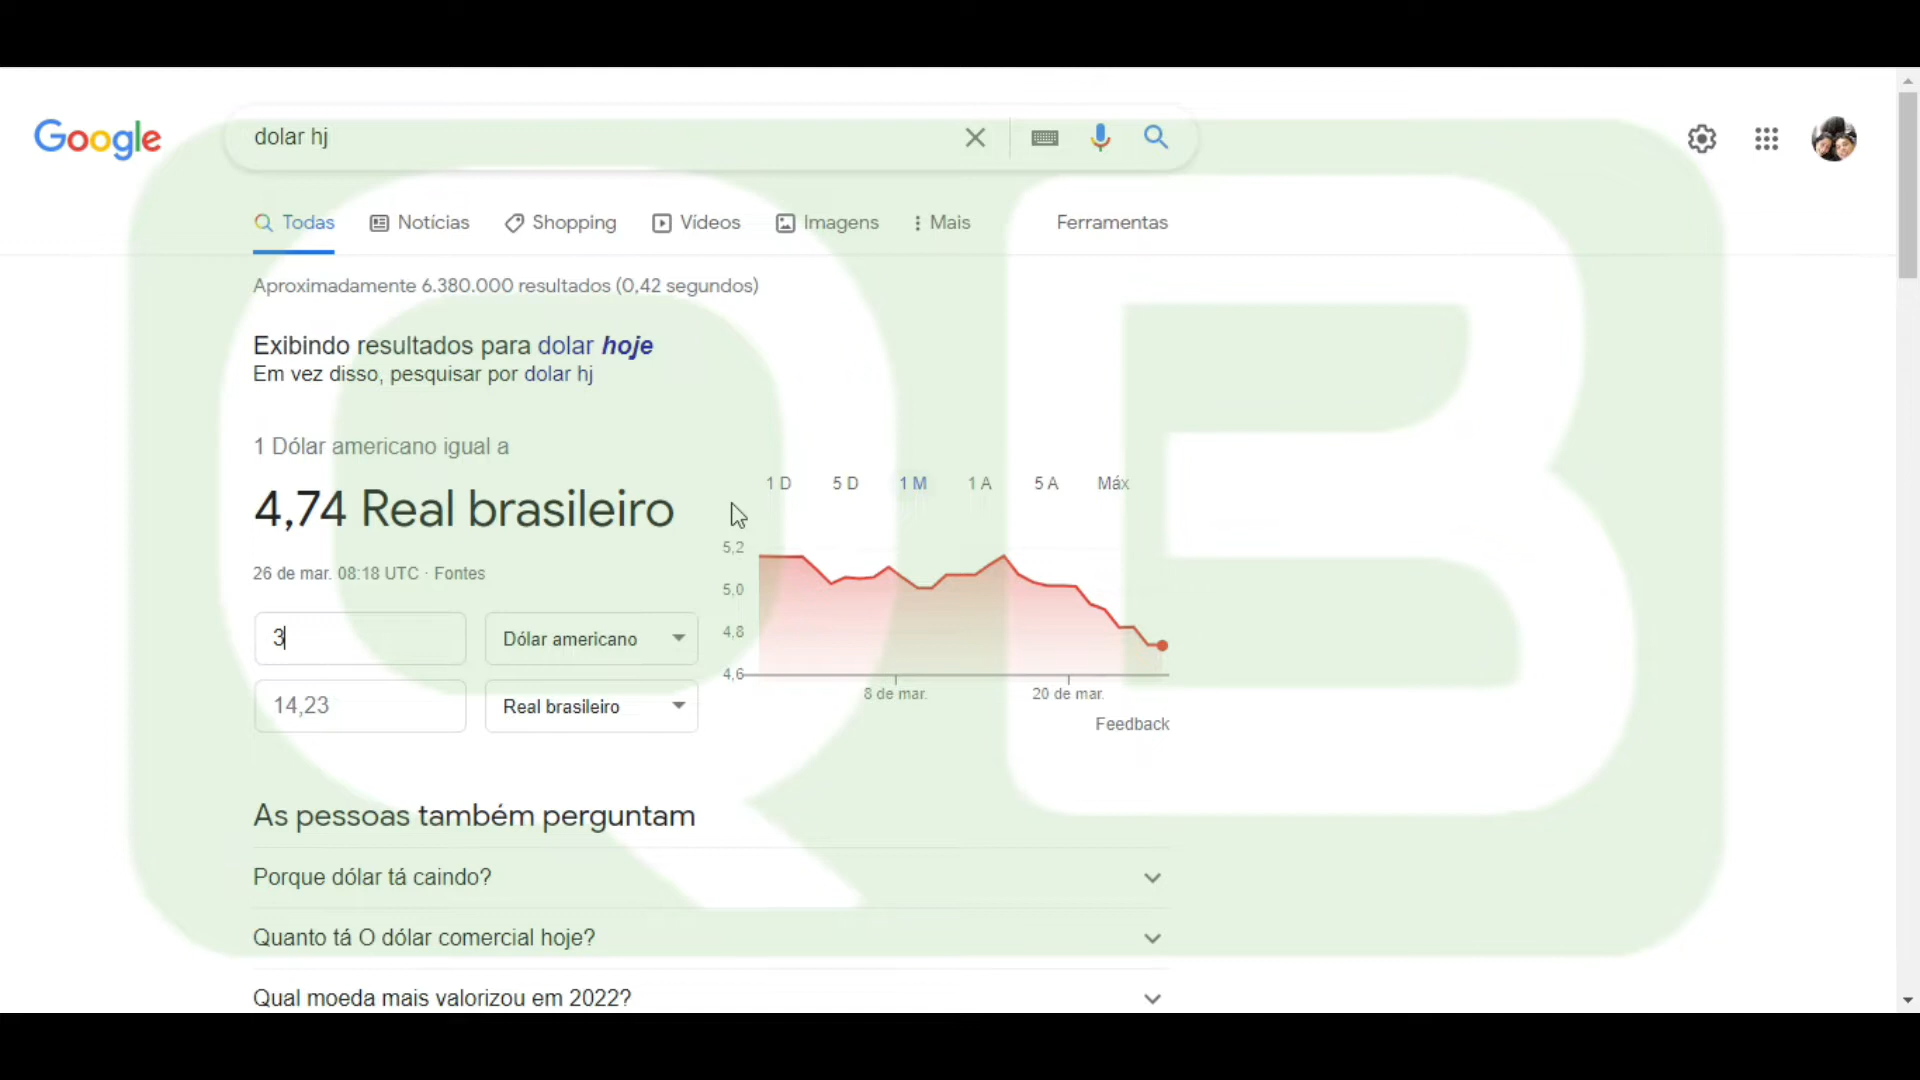 Google
dolar hj
Todas Notícias Shopping Vídeos Imagens Mais Ferramentas
Aproximadamente 6.380.000 resultados (0,42 segundos)
Exibindo resultados para dolar hoje
Em vez disso, pesquisar por dolar hj
1 Dólar americano igual a
4,74 Real brasileiro
26 de mar. 08:18 UTC · Fontes
3 Dólar americano
14,23 Real brasileiro
1 D 5 D 1 M 1 A 5 A Máx
5,2
5,0
4,8
4,6
8 de mar. 20 de mar.
Feedback
As pessoas também perguntam
Porque dólar tá caindo?
Quanto tá O dólar comercial hoje?
Qual moeda mais valorizou em 2022?
QB